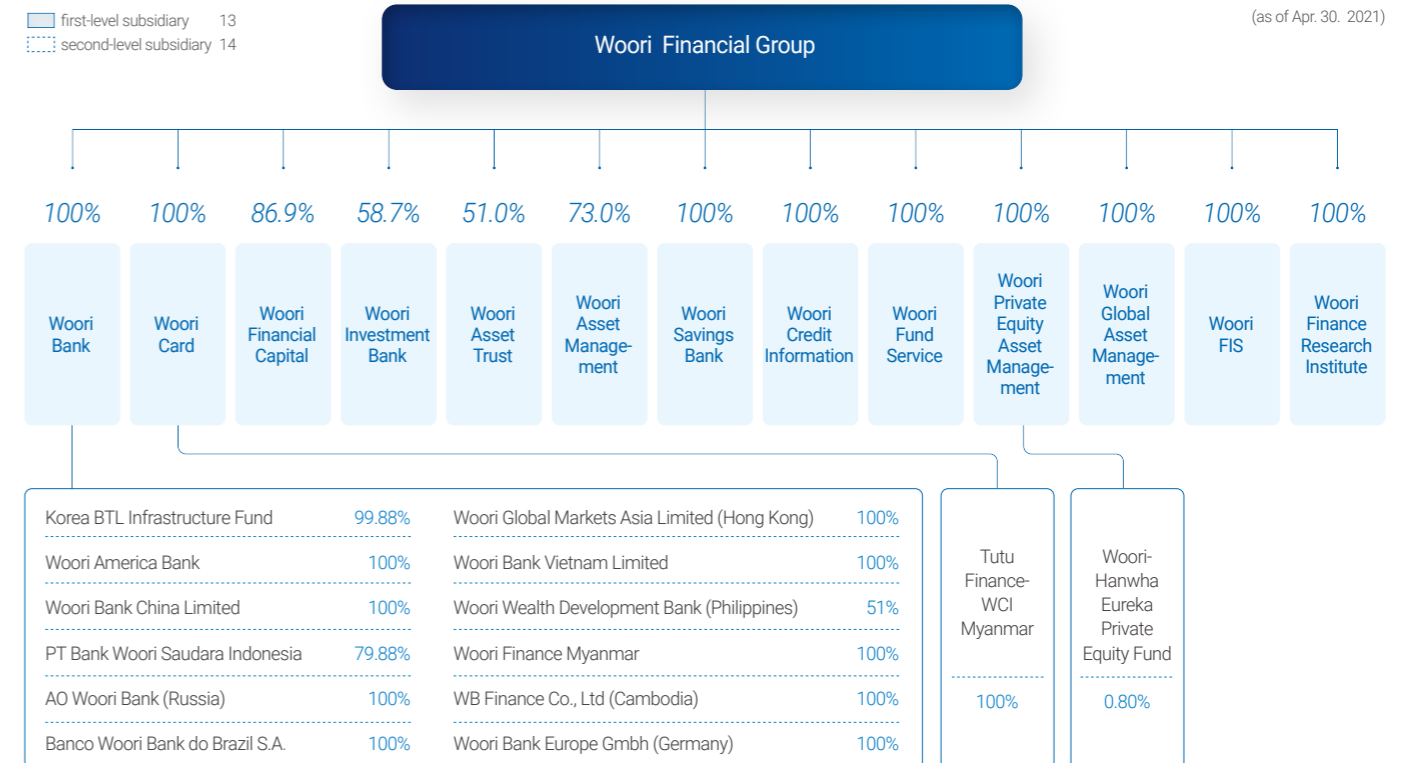 first-level subsidiary 13
second-level subsidiary 14
(as of Apr. 30. 2021)
Woori Financial Group
100%
100%
86.9%
58.7%
51.0%
73.0%
100%
100%
100%
100%
100%
100%
100%
Woori
Bank
Woori
Card
Woori
Financial
Capital
Woori
Investment
Bank
Woori
Asset
Trust
Woori
Asset
Manage-
ment
Woori
Savings
Bank
Woori
Credit
Information
Woori
Fund
Service
Woori
Private
Equity
Asset
Manage-
ment
Woori
Global
Asset
Manage-
ment
Woori
FIS
Woori
Finance
Research
Institute
Korea BTL Infrastructure Fund 99.88%
Woori America Bank 100%
Woori Bank China Limited 100%
PT Bank Woori Saudara Indonesia 79.88%
AO Woori Bank (Russia) 100%
Banco Woori Bank do Brazil S.A. 100%
Woori Global Markets Asia Limited (Hong Kong) 100%
Woori Bank Vietnam Limited 100%
Woori Wealth Development Bank (Philippines) 51%
Woori Finance Myanmar 100%
WB Finance Co., Ltd (Cambodia) 100%
Woori Bank Europe Gmbh (Germany) 100%
Tutu
Finance-
WCI
Myanmar
100%
Woori-
Hanwha
Eureka
Private
Equity Fund
0.80%